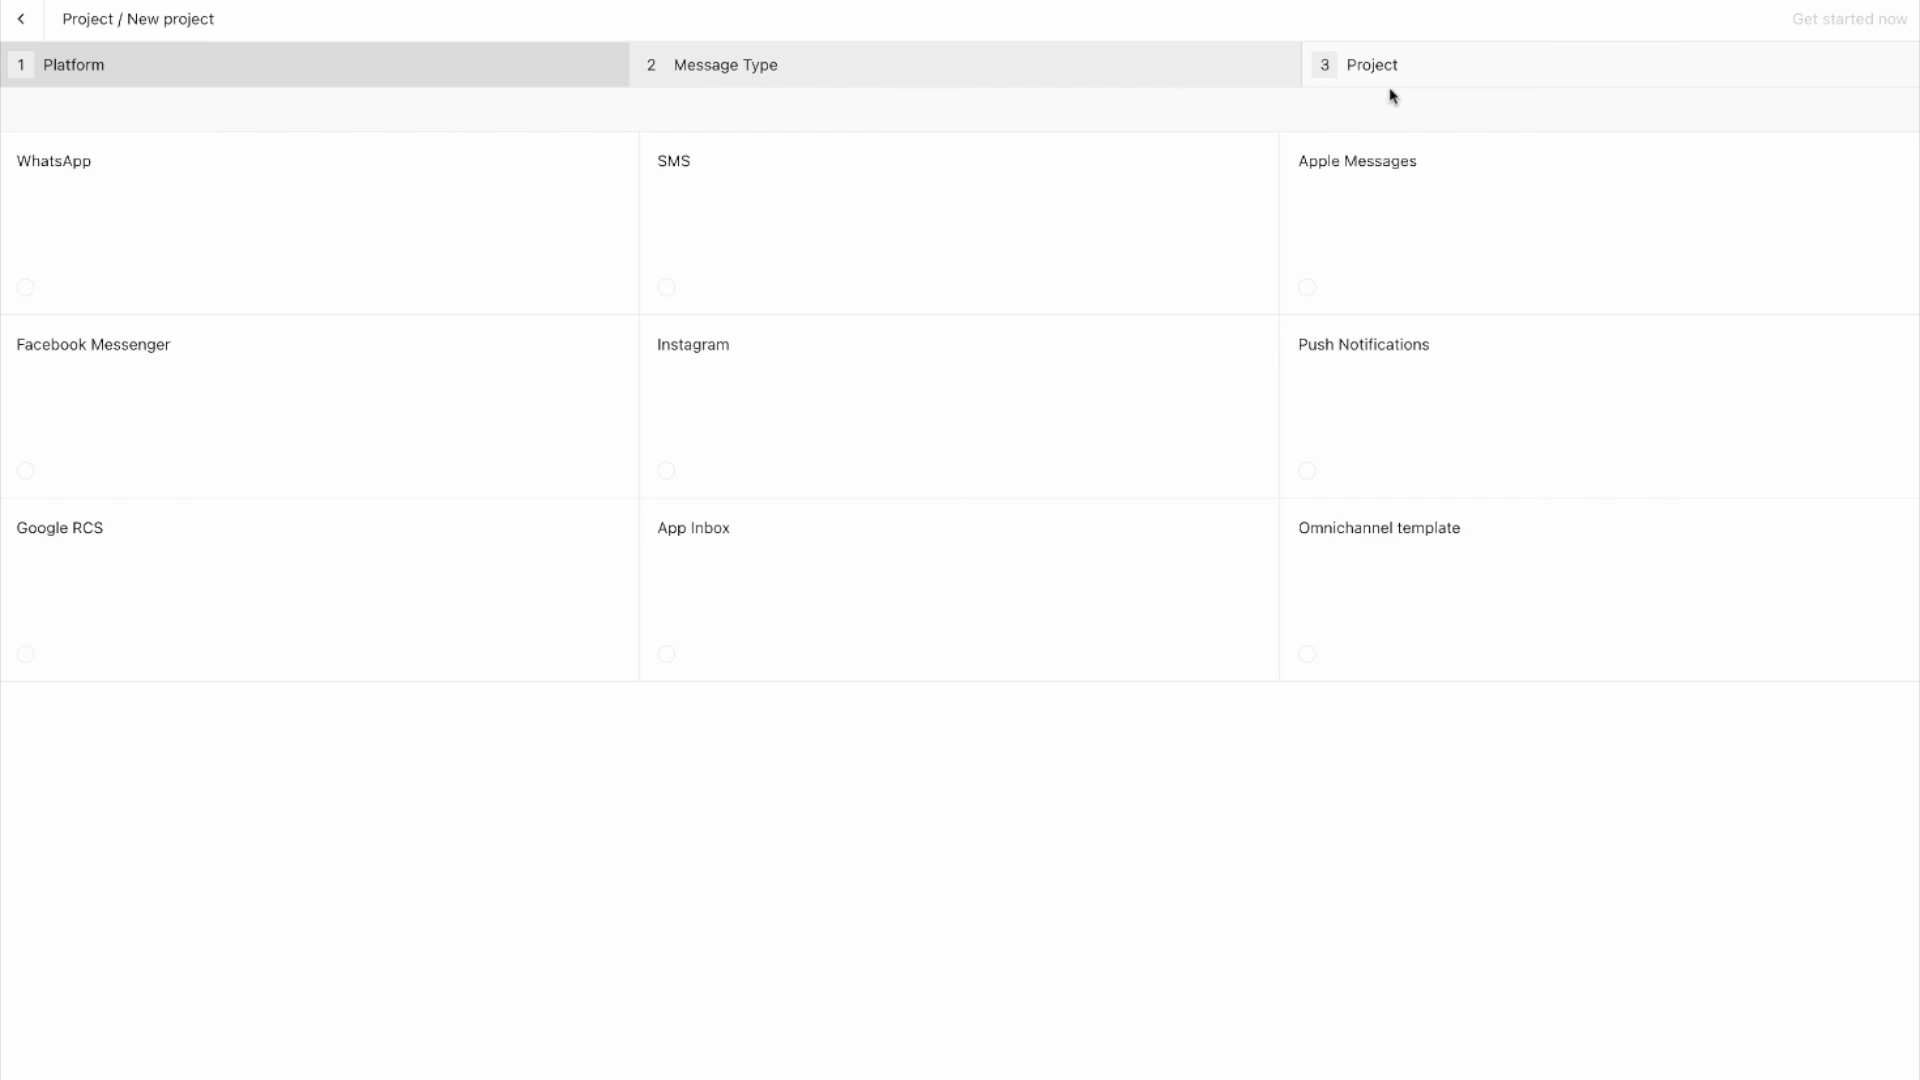 Project / New project
Get started now
1 Platform
2 Message Type
3 Project
WhatsApp
SMS
Apple Messages
Facebook Messenger
Instagram
Push Notifications
Google RCS
App Inbox
Omnichannel template